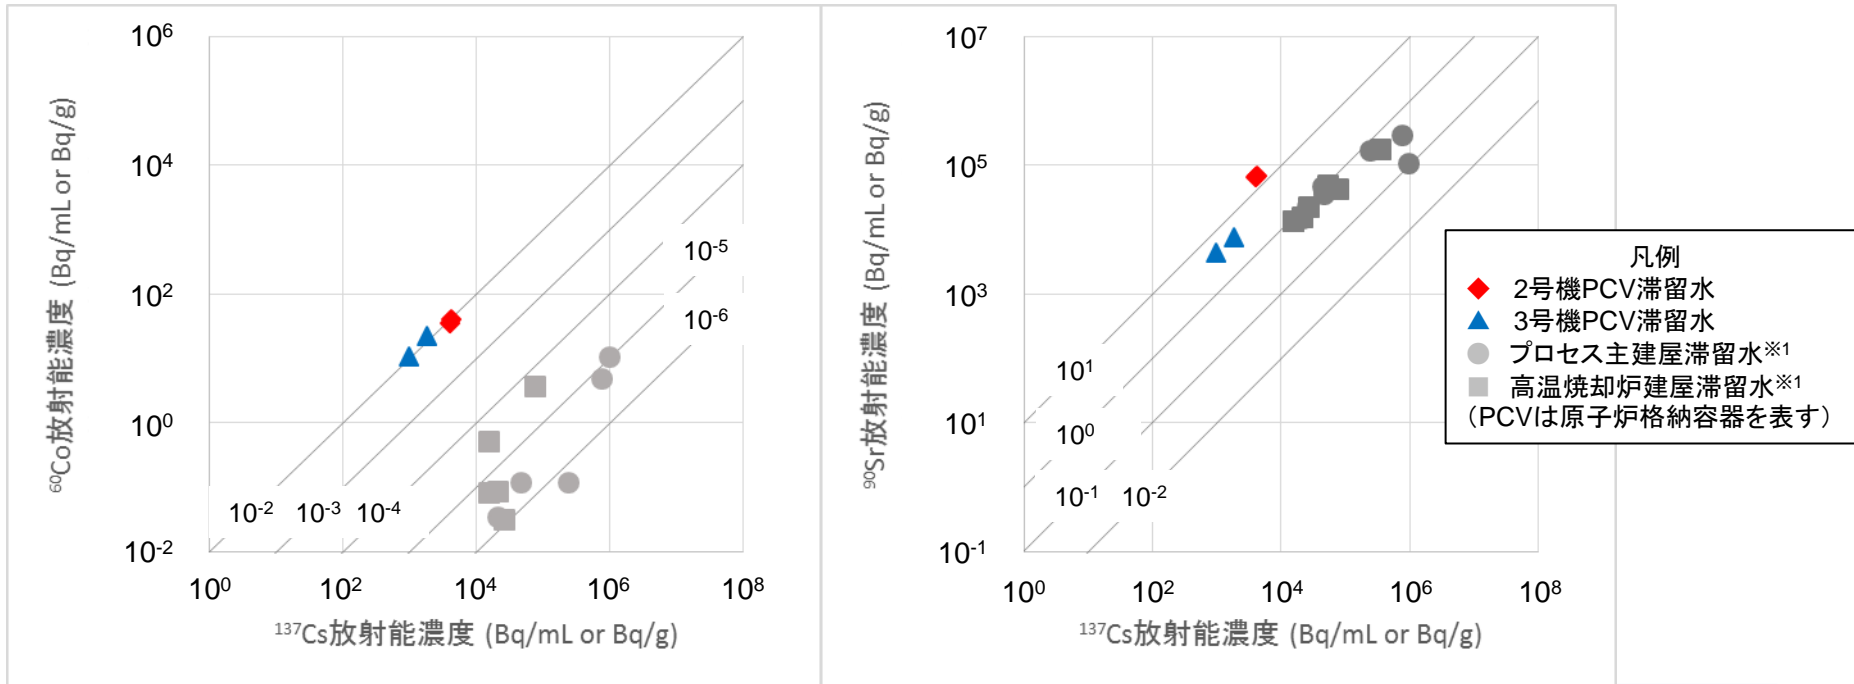 10⁶
10⁴
10²
10⁰
10⁻²
⁶⁰Co放射能濃度 (Bq/mL or Bq/g)
10⁻⁵
10⁻⁶
10⁻² 10⁻³ 10⁻⁴
10⁰ 10² 10⁴ 10⁶ 10⁸
¹³⁷Cs放射能濃度 (Bq/mL or Bq/g)
10⁷
10⁵
10³
10¹
10⁻¹
⁹⁰Sr放射能濃度 (Bq/mL or Bq/g)
10¹
10⁰
10⁻¹ 10⁻²
10⁰ 10² 10⁴ 10⁶ 10⁸
¹³⁷Cs放射能濃度 (Bq/mL or Bq/g)
凡例
2号機PCV滞留水
3号機PCV滞留水
プロセス主建屋滞留水※1
高温焼却炉建屋滞留水※1
（PCVは原子炉格納容器を表す）